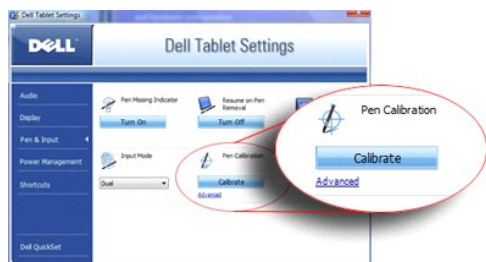 Dell Tablet Settings
DELL
Dell Tablet Settings
Audio
Display
Pen & Input
Power Management
Shortcuts
Dell QuickSet
Pen Missing Indicator
Turn On
Resume on Pen
Removal
Turn Off
Input Mode
Dual
Pen Calibration
Calibrate
Advanced
Pen Calibration
Calibrate
Advanced